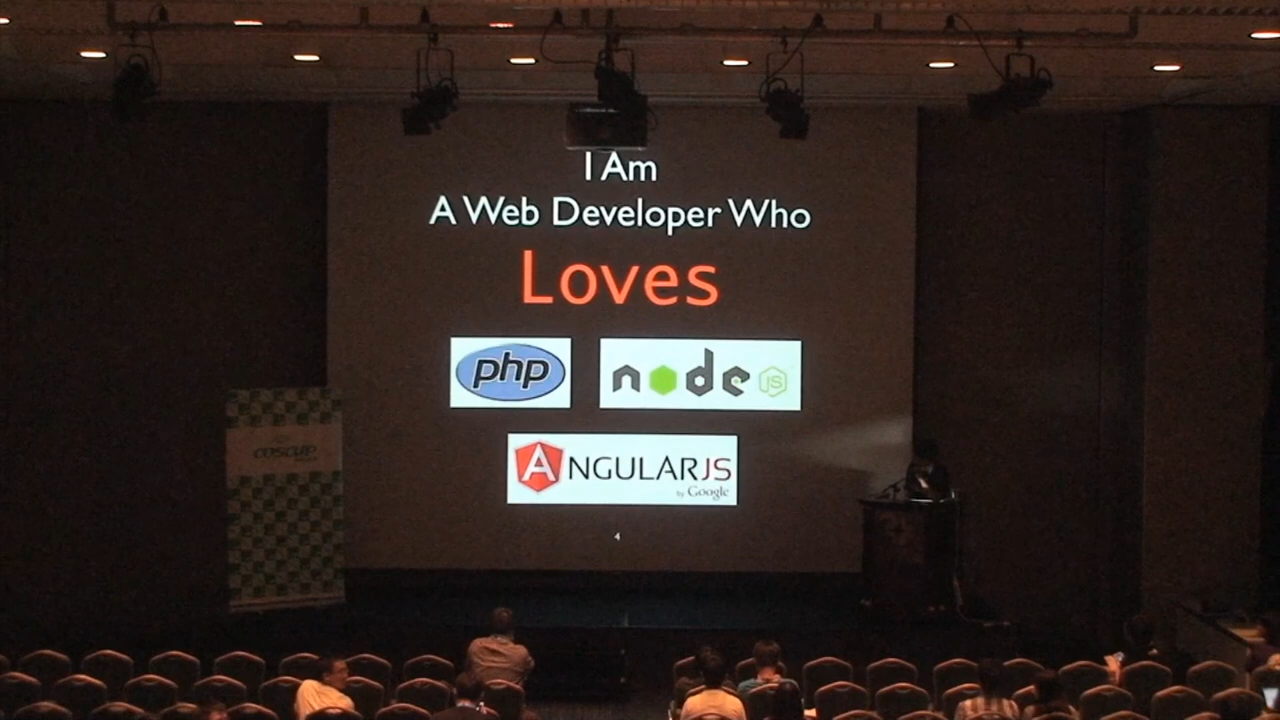 I Am
A Web Developer Who
Loves
php
node JS
ANGULARJS
by Google
4
COSCUP